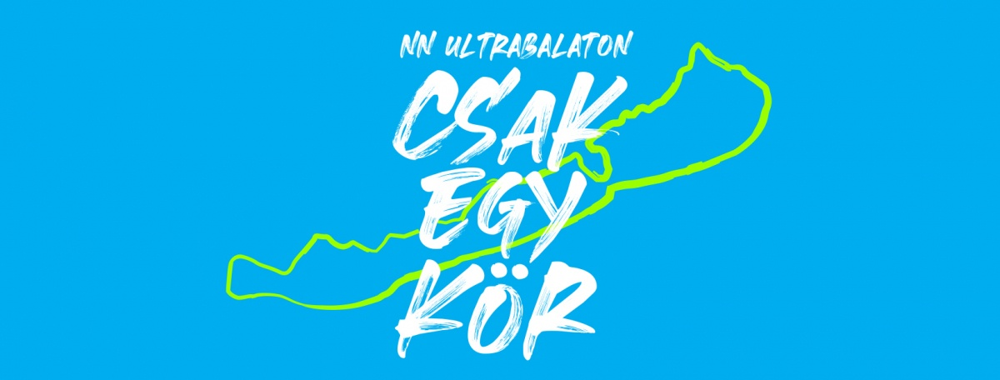 NN ULTRABALATON
CSAK
EGY
KÖR